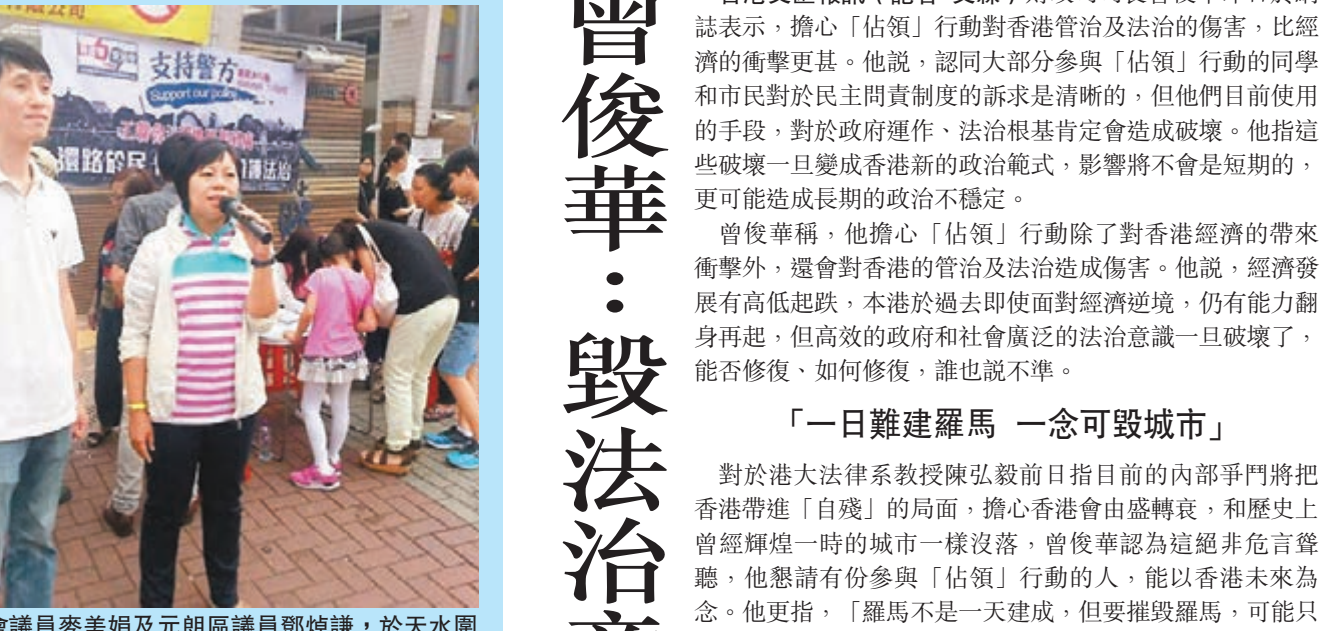 支持警方
Support our police
還路於民
護法治
會議員麥美娟及元朗區議員鄧焯謙，於天水圍
曾俊華：毀法治
誌表示，擔心「佔領」行動對香港管治及法治的傷害，比經
濟的衝擊更甚。他說，認同大部分參與「佔領」行動的同學
和市民對於民主問責制度的訴求是清晰的，但他們目前使用
的手段，對於政府運作、法治根基肯定會造成破壞。他指這
些破壞一旦變成香港新的政治範式，影響將不會是短期的，
更可能造成長期的政治不穩定。
曾俊華稱，他擔心「佔領」行動除了對香港經濟的帶來
衝擊外，還會對香港的管治及法治造成傷害。他說，經濟發
展有高低起跌，本港於過去即使面對經濟逆境，仍有能力翻
身再起，但高效的政府和社會廣泛的法治意識一旦破壞了，
能否修復、如何修復，誰也說不準。
「一日難建羅馬 一念可毀城市」
對於港大法律系教授陳弘毅前日指目前的內部爭鬥將把
香港帶進「自殘」的局面，擔心香港會由盛轉衰，和歷史上
曾經輝煌一時的城市一樣沒落，曾俊華認為這絕非危言聳
聽，他懇請有份參與「佔領」行動的人，能以香港未來為
念。他更指，「羅馬不是一天建成，但要摧毀羅馬，可能只